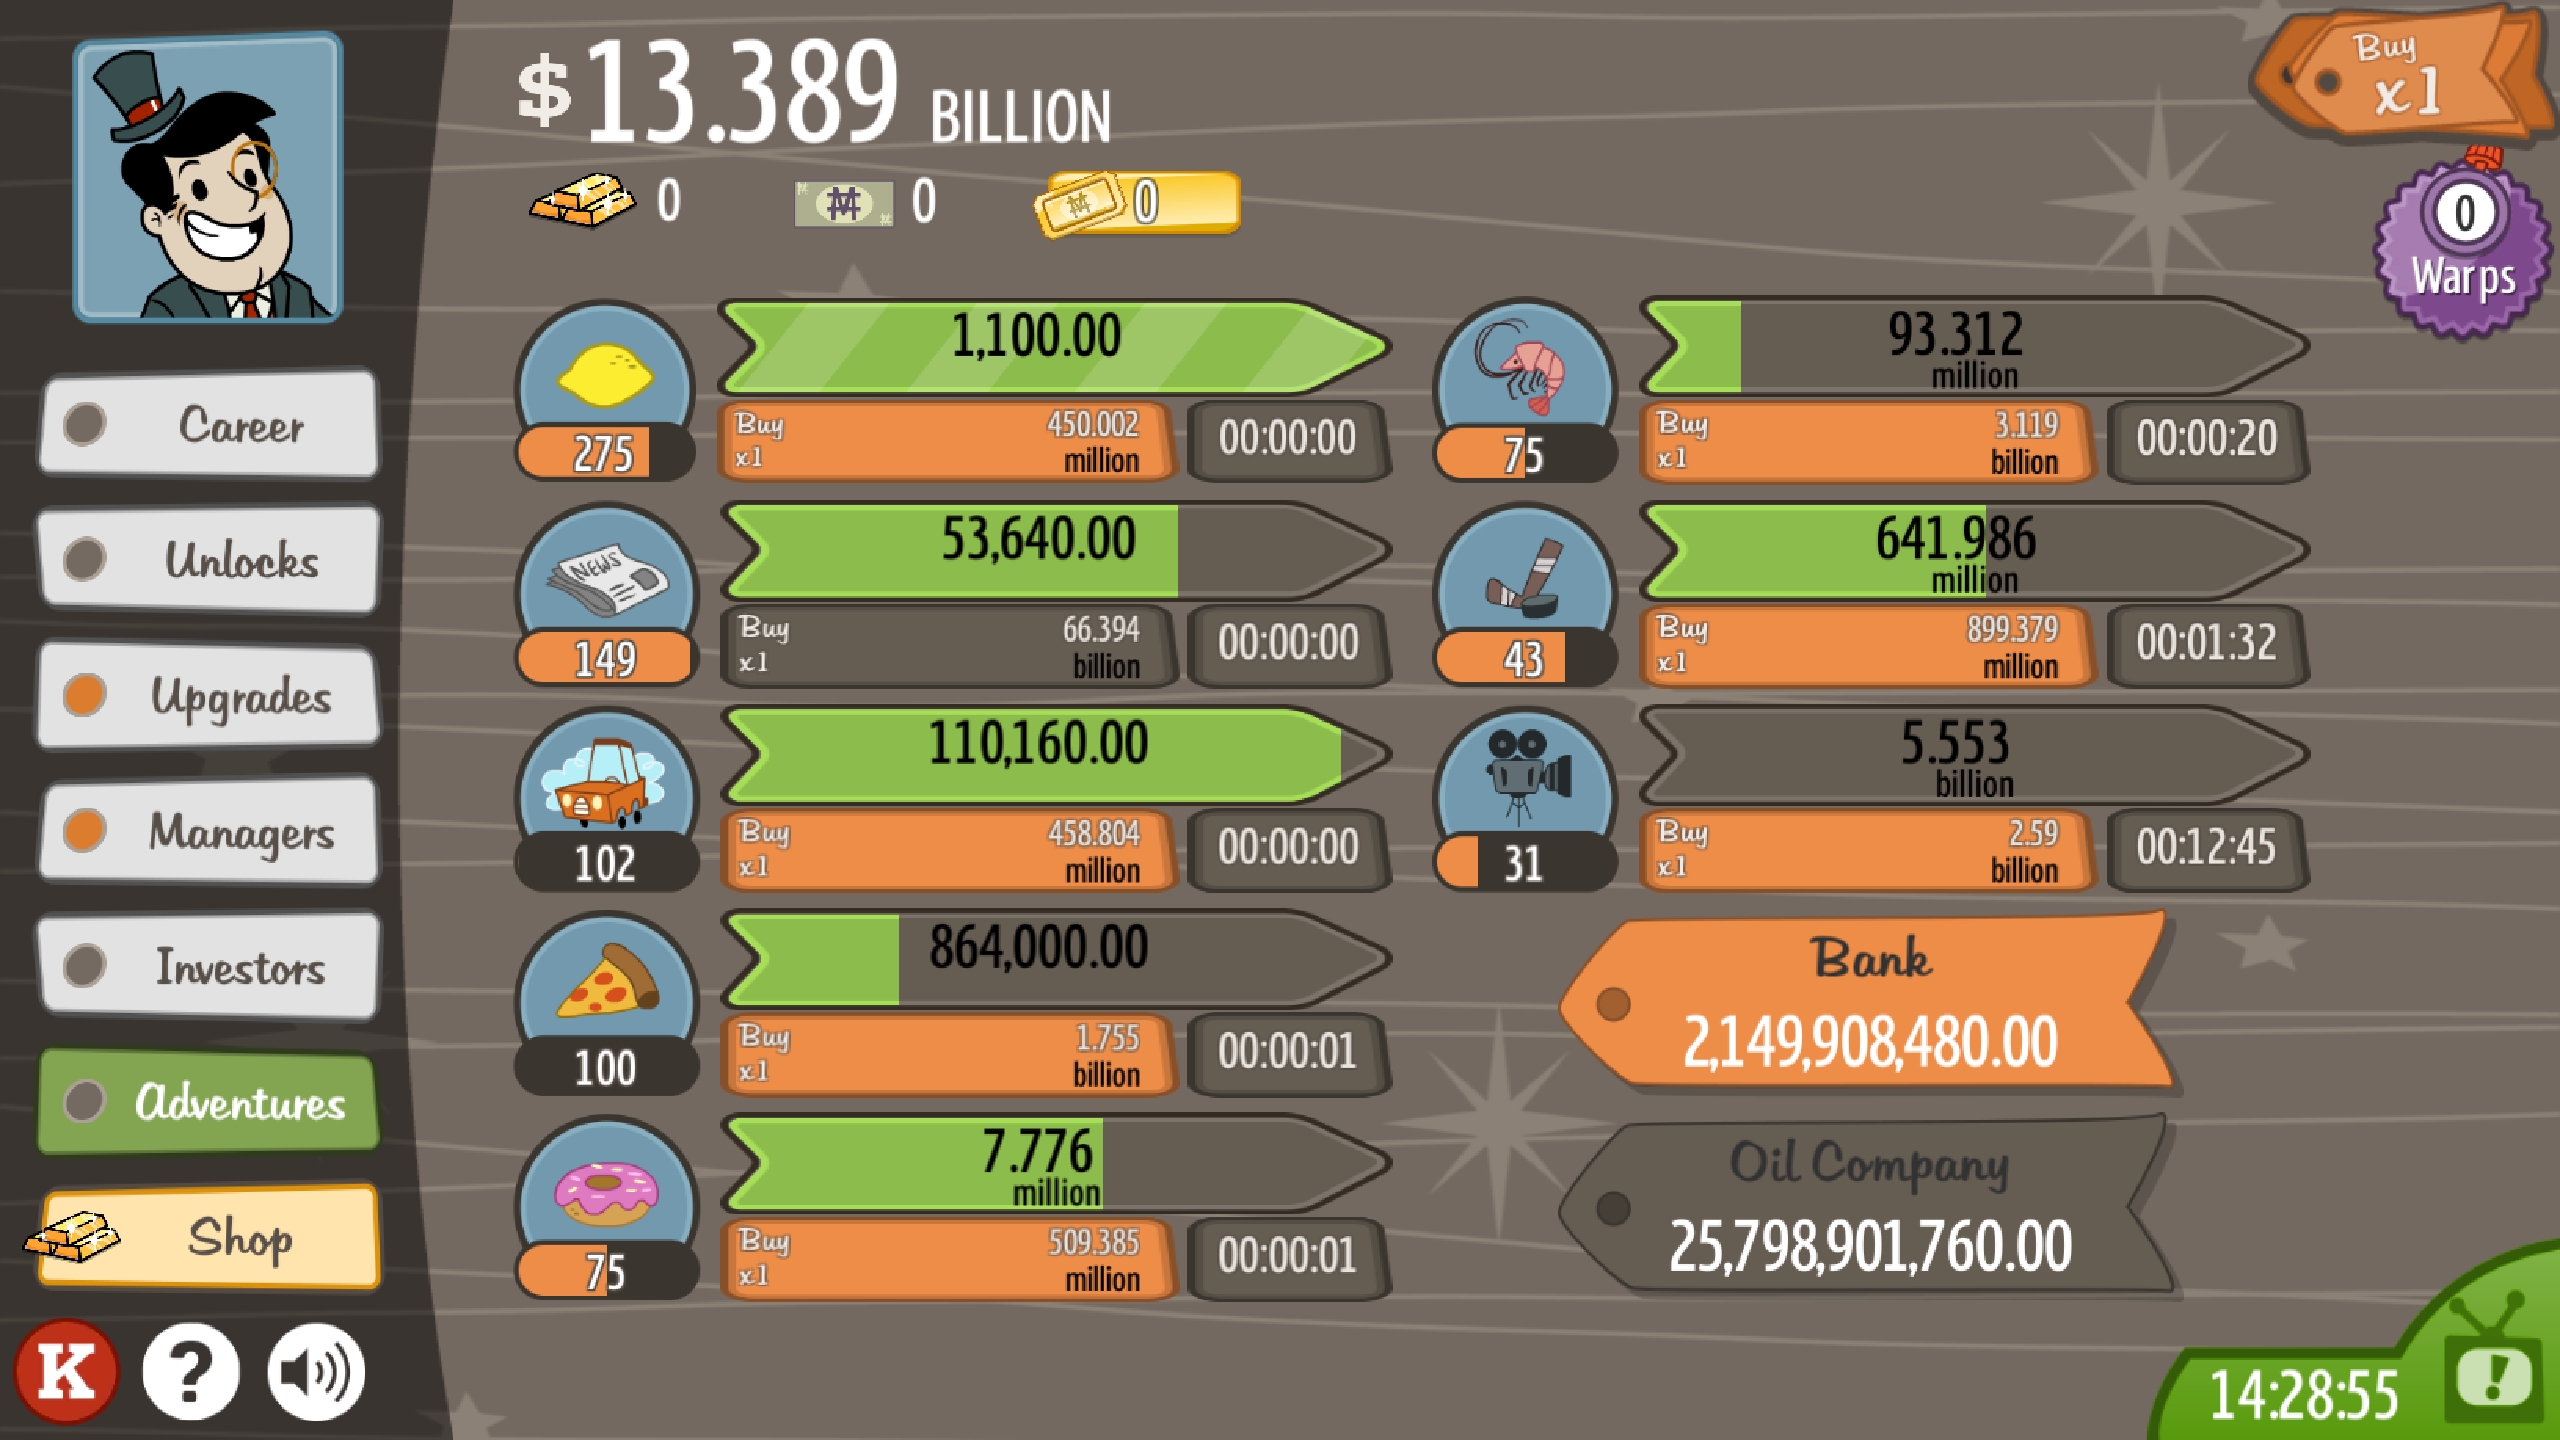 $13.389 BILLION
Buy
x1
0
0
0
0
Warps
Career
Unlocks
Upgrades
Managers
Investors
Adventures
Shop
K
?
1,100.00
275
Buy
x1
450.002
million
00:00:00
NEWS
53,640.00
149
Buy
x1
66.394
billion
00:00:00
110,160.00
102
Buy
x1
458.804
million
00:00:00
864,000.00
100
Buy
x1
1.755
billion
00:00:01
7.776
million
75
Buy
x1
509.385
million
00:00:01
93.312
million
75
Buy
x1
3.119
billion
00:00:20
641.986
million
43
Buy
x1
899.379
million
00:01:32
5.553
billion
31
Buy
x1
2.59
billion
00:12:45
Bank
2,149,908,480.00
Oil Company
25,798,901,760.00
14:28:55
!